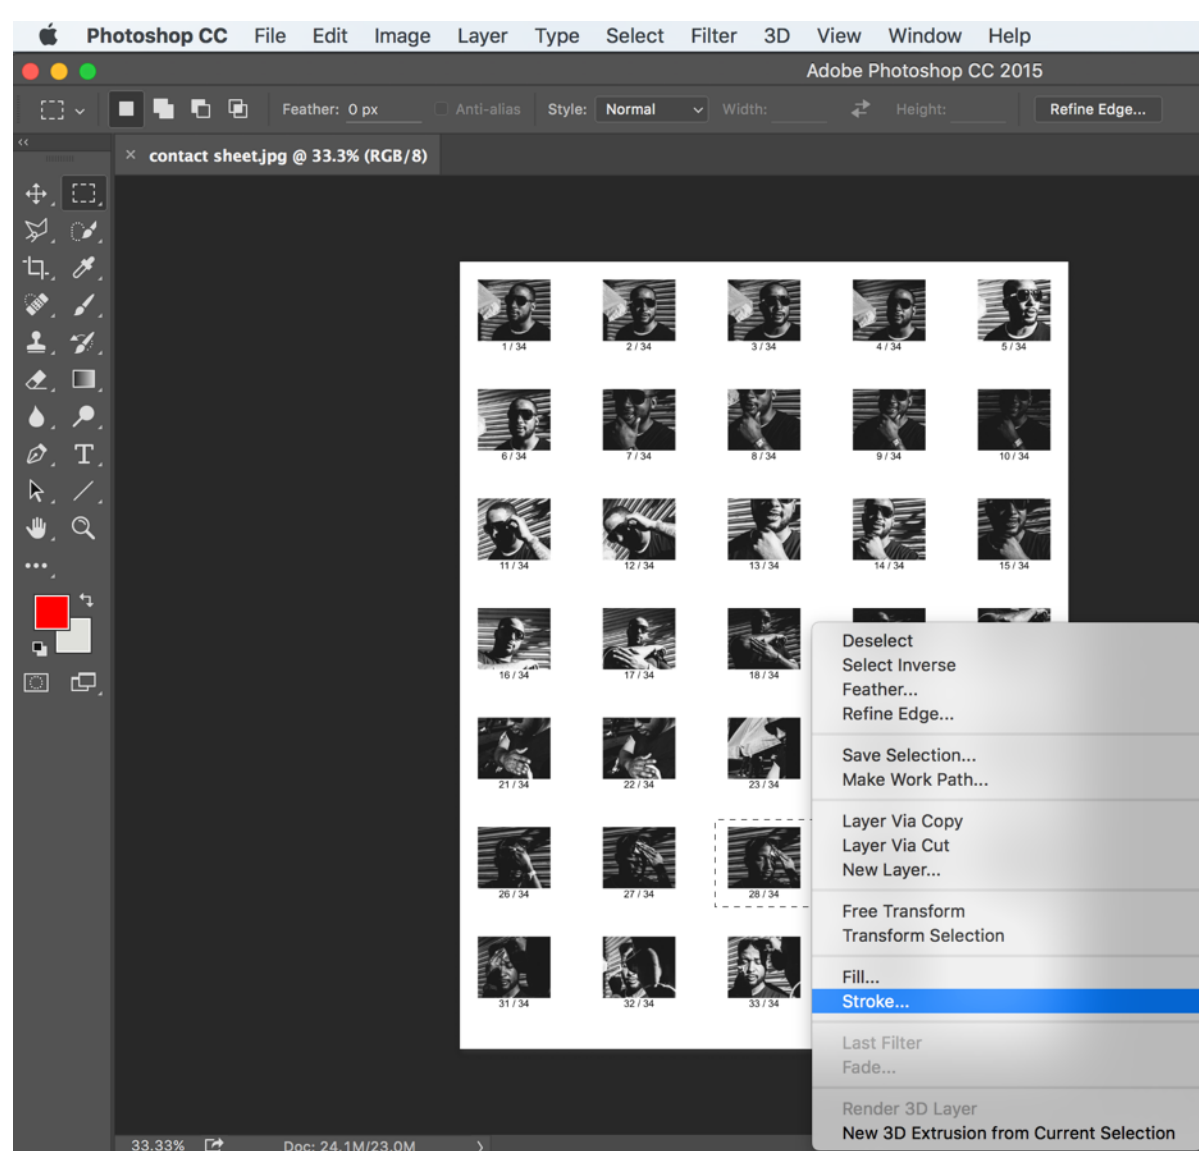 Photoshop CC File Edit Image Layer Type Select Filter 3D View Window Help
Adobe Photoshop CC 2015
Feather: 0 px Anti-alias Style: Normal Width: Height: Refine Edge...
× contact sheet.jpg @ 33.3% (RGB/8)
1 / 34 2 / 34 3 / 34 4 / 34 5 / 34
6 / 34 7 / 34 8 / 34 9 / 34 10 / 34
11 / 34 12 / 34 13 / 34 14 / 34 15 / 34
16 / 34 17 / 34 18 / 34
21 / 34 22 / 34 23 / 34
26 / 34 27 / 34 28 / 34
31 / 34 32 / 34 33 / 34
Deselect
Select Inverse
Feather...
Refine Edge...
Save Selection...
Make Work Path...
Layer Via Copy
Layer Via Cut
New Layer...
Free Transform
Transform Selection
Fill...
Stroke...
Last Filter
Fade...
Render 3D Layer
New 3D Extrusion from Current Selection
33.33% Doc: 24.1M/23.0M